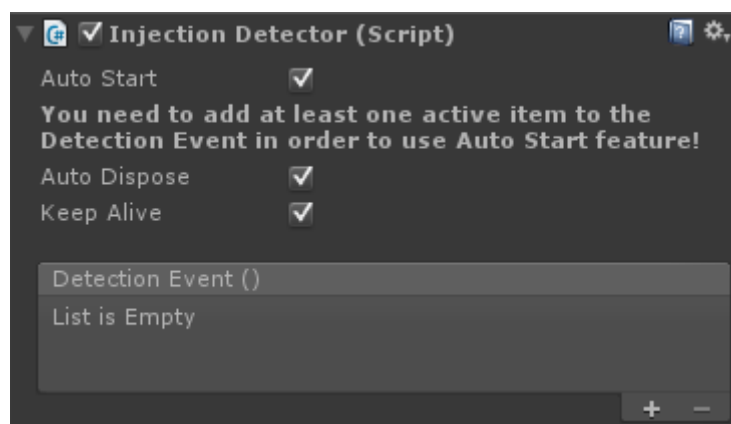 Injection Detector (Script)
Auto Start
You need to add at least one active item to the
Detection Event in order to use Auto Start feature!
Auto Dispose
Keep Alive
Detection Event ()
List is Empty